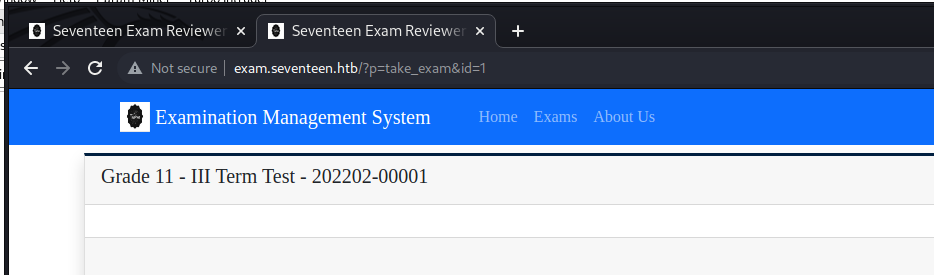 Seventeen Exam Reviewer
Seventeen Exam Reviewer
Not secure exam.seventeen.htb/?p=take_exam&id=1
Examination Management System Home Exams About Us
Grade 11 - III Term Test - 202202-00001